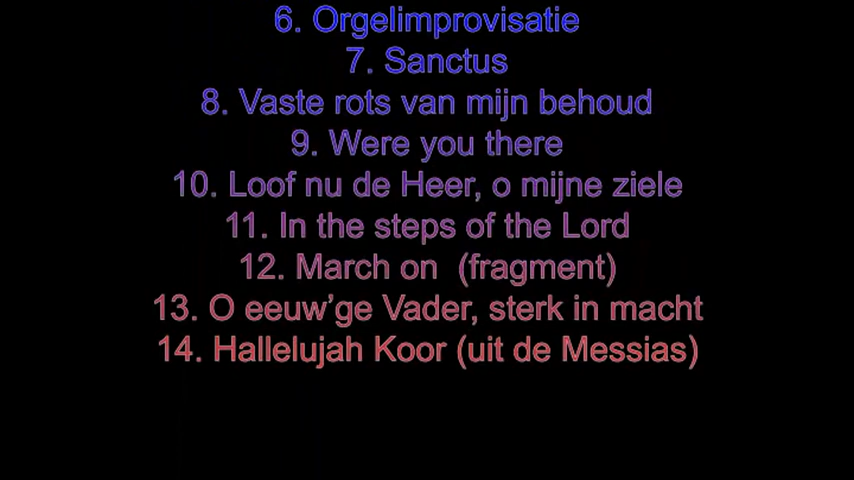 6. Orgelimprovisatie
7. Sanctus
8. Vaste rots van mijn behoud
9. Were you there
10. Loof nu de Heer, o mijne ziele
11. In the steps of the Lord
12. March on  (fragment)
13. O eeuw’ge Vader, sterk in macht
14. Hallelujah Koor (uit de Messias)